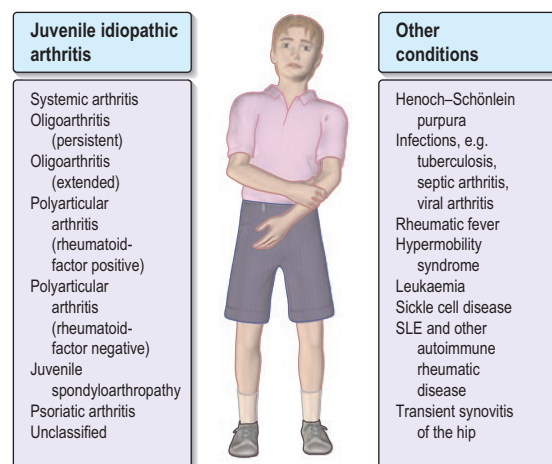 Juvenile idiopathic
arthritis
Systemic arthritis
Oligoarthritis
(persistent)
Oligoarthritis
(extended)
Polyarticular
arthritis
(rheumatoid-
factor positive)
Polyarticular
arthritis
(rheumatoid-
factor negative)
Juvenile
spondyloarthropathy
Psoriatic arthritis
Unclassified
Other
conditions
Henoch–Schönlein
purpura
Infections, e.g.
tuberculosis,
septic arthritis,
viral arthritis
Rheumatic fever
Hypermobility
syndrome
Leukaemia
Sickle cell disease
SLE and other
autoimmune
rheumatic
disease
Transient synovitis
of the hip